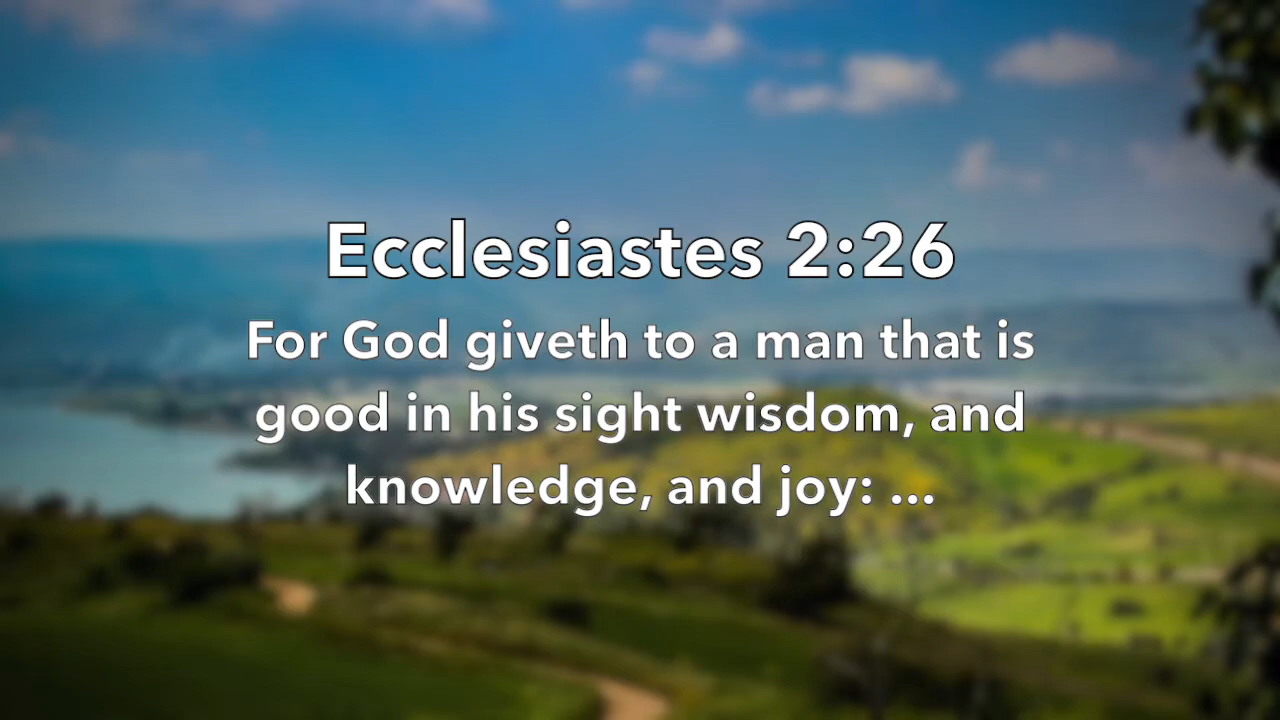 Ecclesiastes 2:26
For God giveth to a man that is
good in his sight wisdom, and
knowledge, and joy: ...